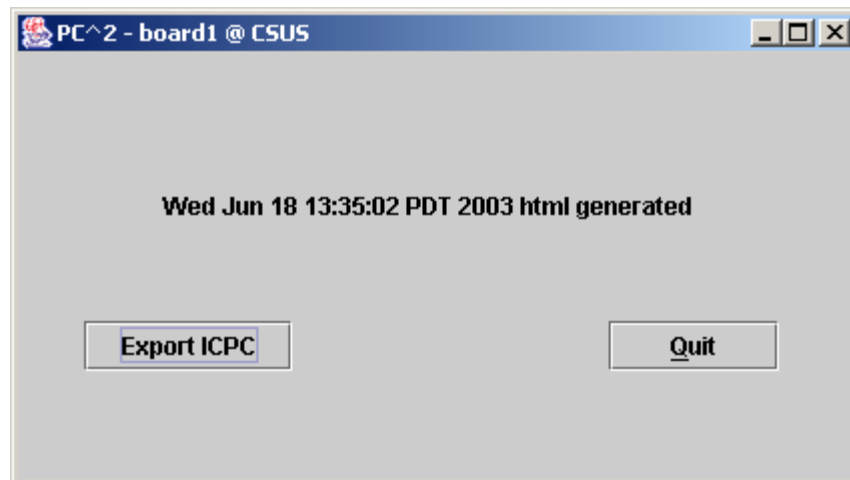 PC^2 - board1 @ CSUS
Wed Jun 18 13:35:02 PDT 2003 html generated
Export ICPC
Quit